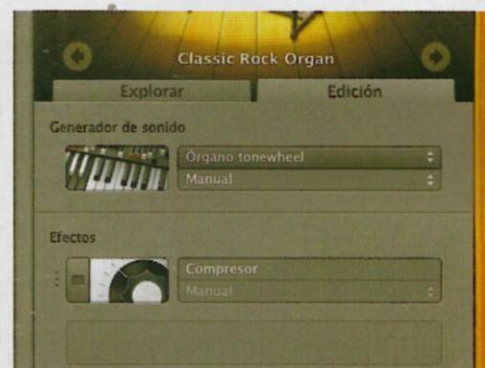 Classic Rock Organ
Explorar Edición
Generador de sonido
Órgano tonewheel
Manual
Efectos
Compresor
Manual